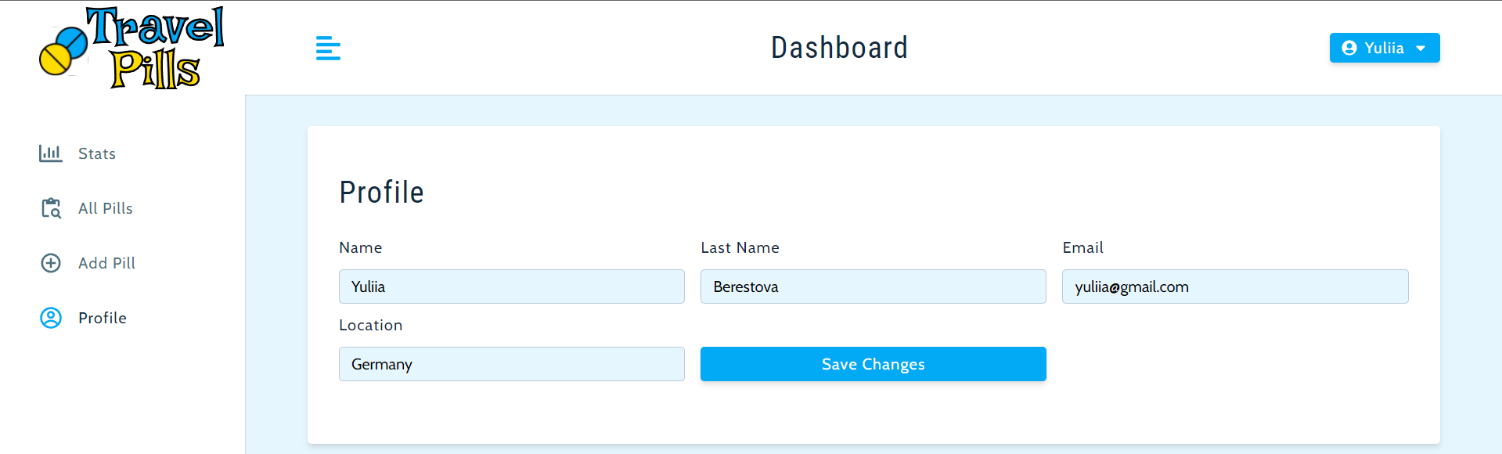 Travel
Pills
Dashboard
Yuliia
Stats
All Pills
Add Pill
Profile
Profile
Name
Last Name
Email
Yuliia
Berestova
yuliia@gmail.com
Location
Germany
Save Changes